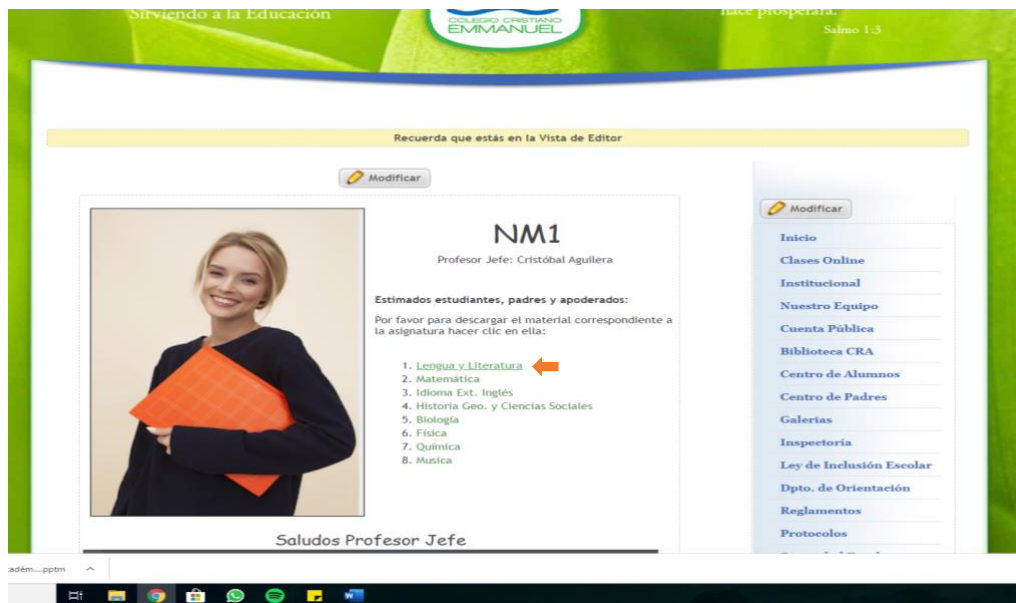 Sirviendo a la Educación
COLEGIO CRISTIANO
EMMANUEL
hace prosperará.
Salmo 1:3
Recuerda que estás en la Vista de Editor
Modificar
NM1
Profesor Jefe: Cristóbal Aguilera
Estimados estudiantes, padres y apoderados:
Por favor para descargar el material correspondiente a
la asignatura hacer clic en ella:
1. Lengua y Literatura
2. Matemática
3. Idioma Ext. Inglés
4. Historia Geo. y Ciencias Sociales
5. Biología
6. Física
7. Química
8. Musica
Saludos Profesor Jefe
Modificar
Inicio
Clases Online
Institucional
Nuestro Equipo
Cuenta Pública
Biblioteca CRA
Centro de Alumnos
Centro de Padres
Galerias
Inspectoría
Ley de Inclusión Escolar
Dpto. de Orientación
Reglamentos
Protocolos
cadém....pptm